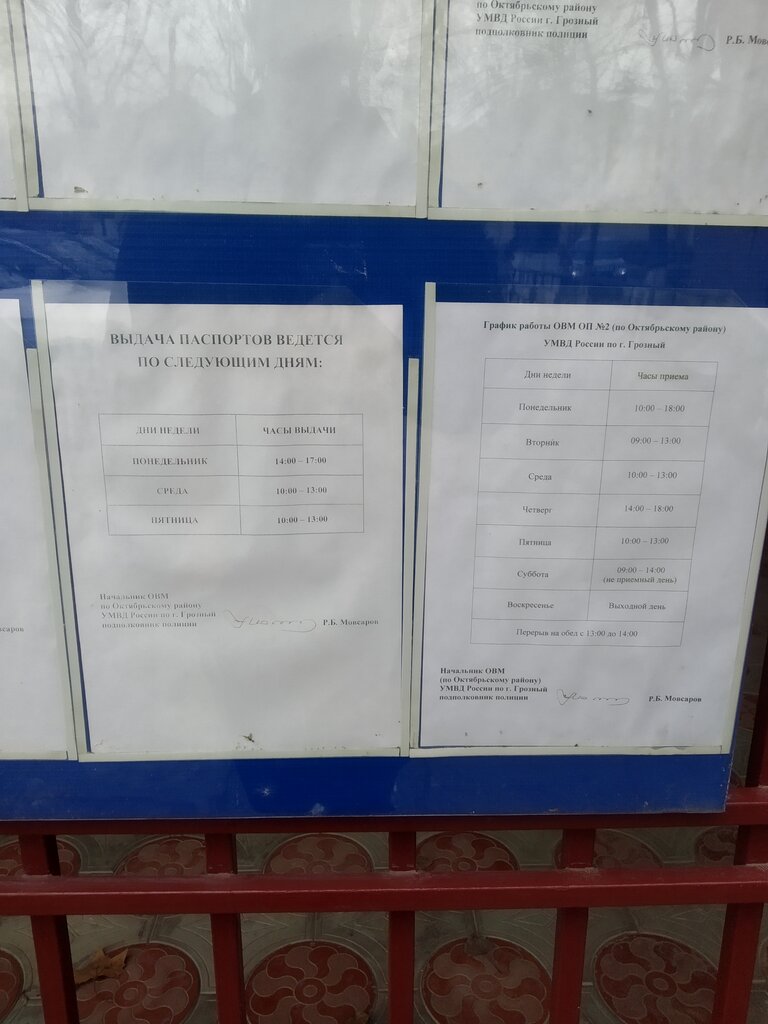 по Октябрьскому району
УМВД России г. Грозный
подполковник полиции
Р.Б.
ВЫДАЧА ПАСПОРТОВ ВЕДЕТСЯ
ПО СЛЕДУЮЩИМ ДНЯМ:
ДНИ НЕДЕЛИ ЧАСЫ ВЫДАЧИ
ПОНЕДЕЛЬНИК 14:00 – 17:00
СРЕДА 10:00 – 13:00
ПЯТНИЦА 10:00 – 13:00
Начальник ОВМ
по Октябрьскому району
УМВД России по г. Грозный
подполковник полиции Р.Б. Мовсаров
График работы ОВМ ОП №2 (по Октябрьскому району)
УМВД России по г. Грозный
Дни недели Часы приема
Понедельник 10:00 – 18:00
Вторник 09:00 – 13:00
Среда 10:00 – 13:00
Четверг 14:00 – 18:00
Пятница 10:00 – 13:00
Суббота 09:00 – 14:00
(не приемный день)
Воскресенье Выходной день
Перерыв на обед с 13:00 до 14:00
Начальник ОВМ
(по Октябрьскому району)
УМВД России по г. Грозный
подполковник полиции Р.Б. Мовсаров